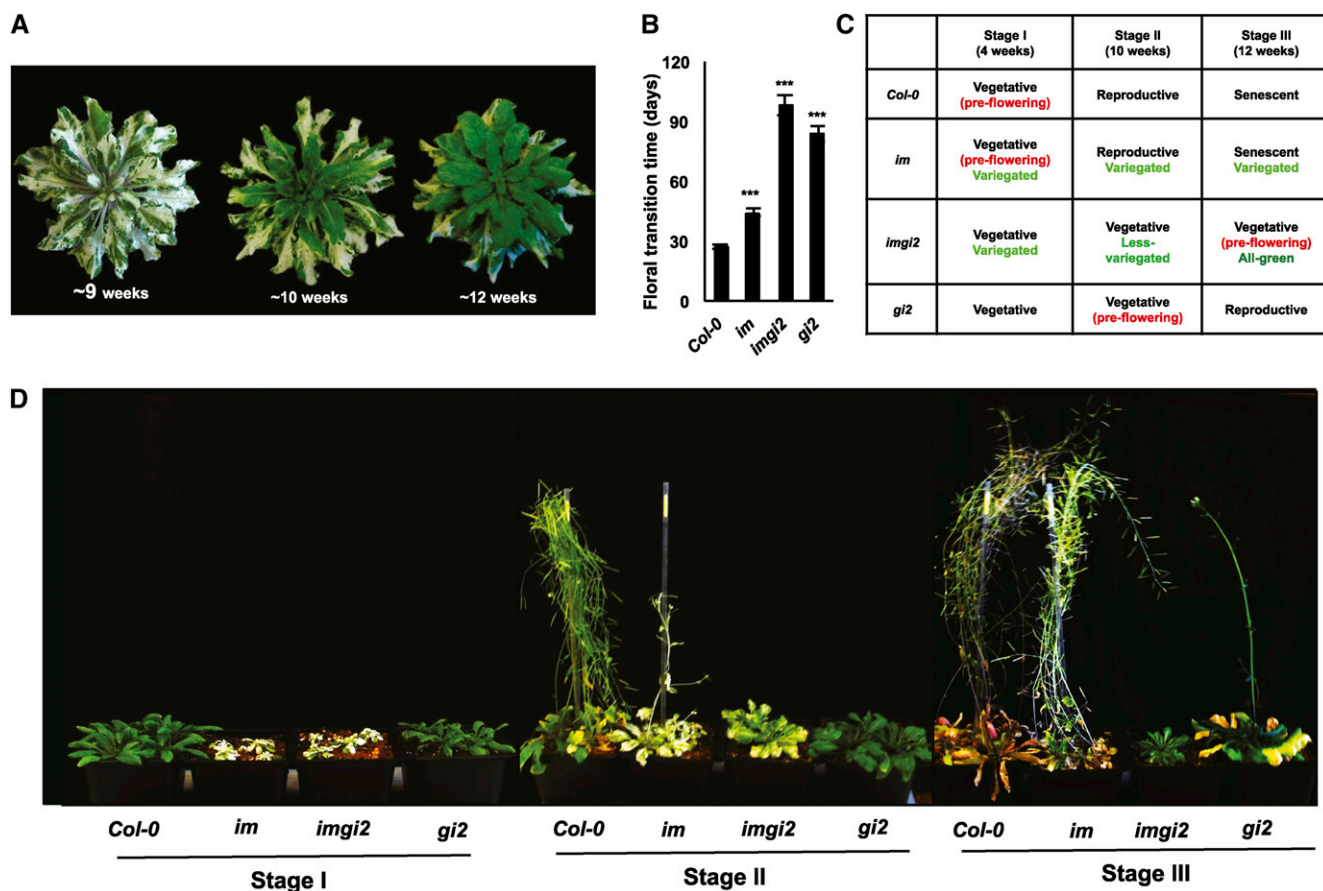 A
~9 weeks
~10 weeks
~12 weeks
B
Floral transition time (days)
120
90
60
30
0
***
***
***
Col-0
im
imgi2
gi2
C
Stage I
(4 weeks)
Stage II
(10 weeks)
Stage III
(12 weeks)
Col-0
Vegetative
(pre-flowering)
Reproductive
Senescent
im
Vegetative
(pre-flowering)
Variegated
Reproductive
Variegated
Senescent
Variegated
imgi2
Vegetative
Variegated
Vegetative
Less-
variegated
Vegetative
(pre-flowering)
All-green
gi2
Vegetative
Vegetative
(pre-flowering)
Reproductive
D
Col-0 im imgi2 gi2
Stage I
Col-0 im imgi2 gi2
Stage II
Col-0 im imgi2 gi2
Stage III